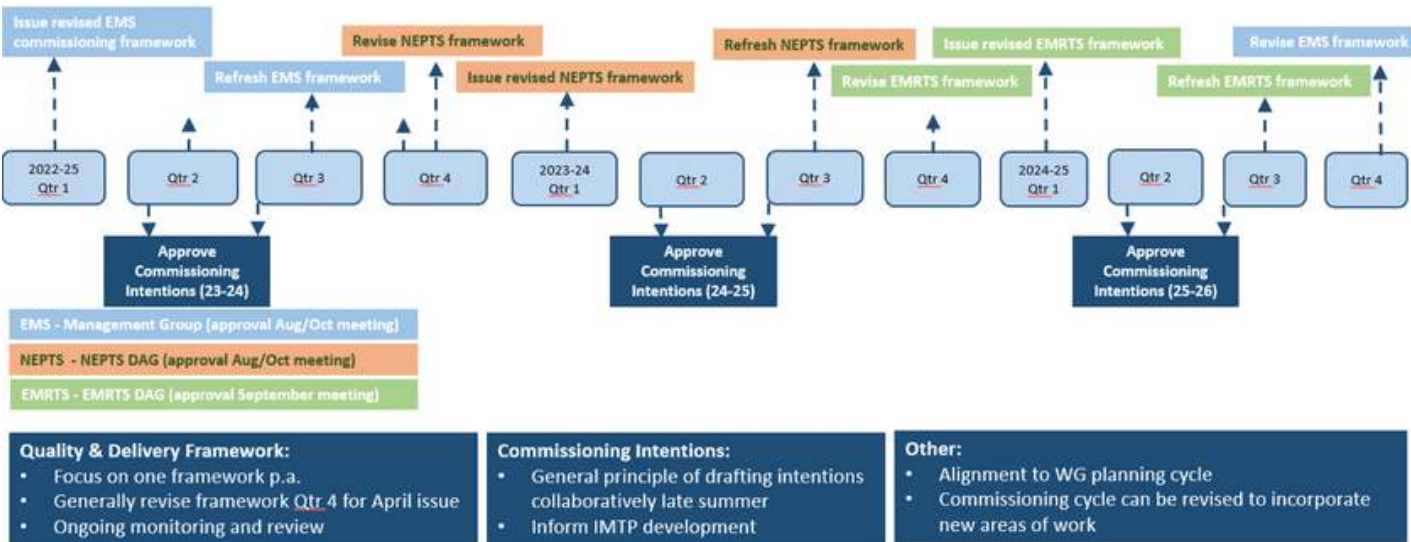 Issue revised EMS
commissioning framework
Revise NEPTS framework
Refresh NEPTS framework
Issue revised EMRTS framework
Revise EMS framework
Refresh EMS framework
Issue revised NEPTS framework
Revise EMRTS framework
Refresh EMRTS framework
2022-25
Qtr 1
Qtr 2
Qtr 3
Qtr 4
2023-24
Qtr 1
Qtr 2
Qtr 3
Qtr 4
2024-25
Qtr 1
Qtr 2
Qtr 3
Qtr 4
Approve
Commissioning
Intentions (23-24)
Approve
Commissioning
Intentions (24-25)
Approve
Commissioning
Intentions (25-26)
EMS - Management Group (approval Aug/Oct meeting)
NEPTS - NEPTS DAG (approval Aug/Oct meeting)
EMRTS - EMRTS DAG (approval September meeting)
Quality & Delivery Framework:
• Focus on one framework p.a.
• Generally revise framework Qtr 4 for April issue
• Ongoing monitoring and review
Commissioning Intentions:
• General principle of drafting intentions
collaboratively late summer
• Inform IMTP development
Other:
• Alignment to WG planning cycle
• Commissioning cycle can be revised to incorporate
new areas of work